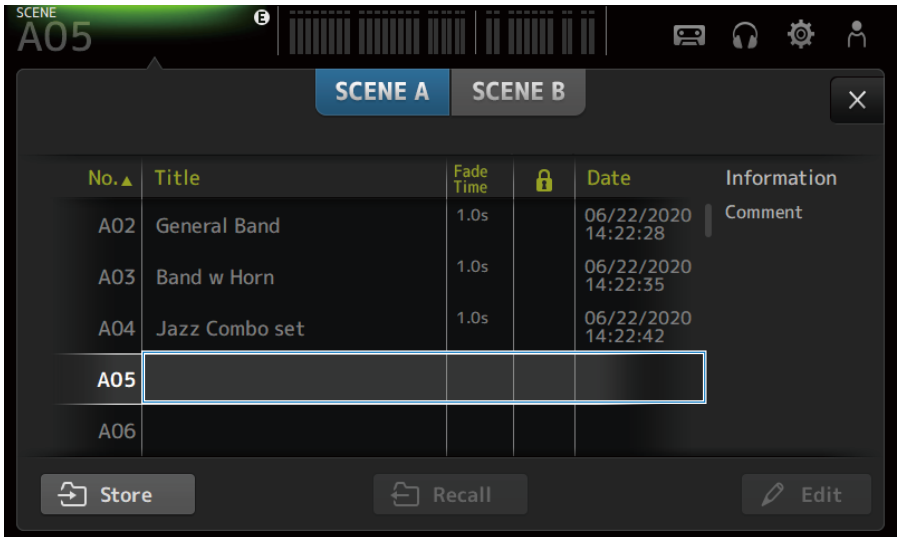 SCENE
A05
E
SCENE A SCENE B
No.▲ Title Fade Time Date Information
A02 General Band 1.0s 06/22/2020 14:22:28 Comment
A03 Band w Horn 1.0s 06/22/2020 14:22:35
A04 Jazz Combo set 1.0s 06/22/2020 14:22:42
A05
A06
Store Recall Edit